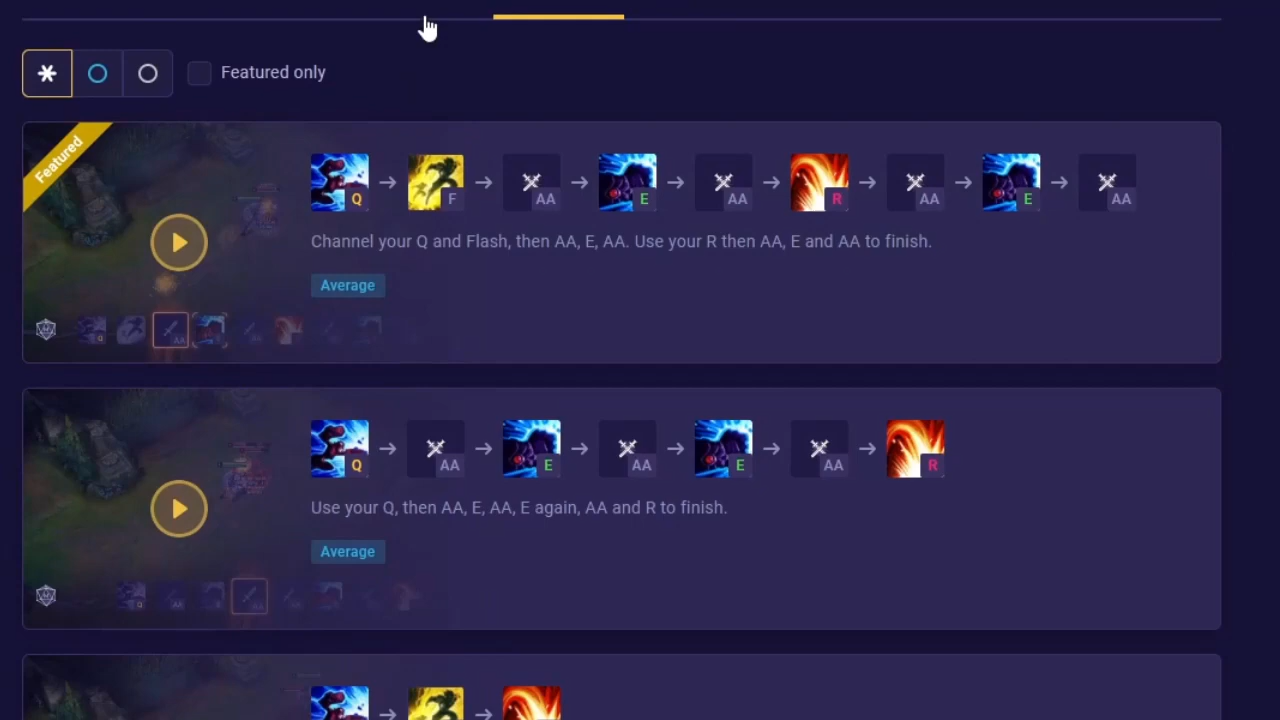 Featured only
Featured
Q F AA E AA R AA E AA
Channel your Q and Flash, then AA, E, AA. Use your R then AA, E and AA to finish.
Average
Q AA E AA E AA R
Use your Q, then AA, E, AA, E again, AA and R to finish.
Average